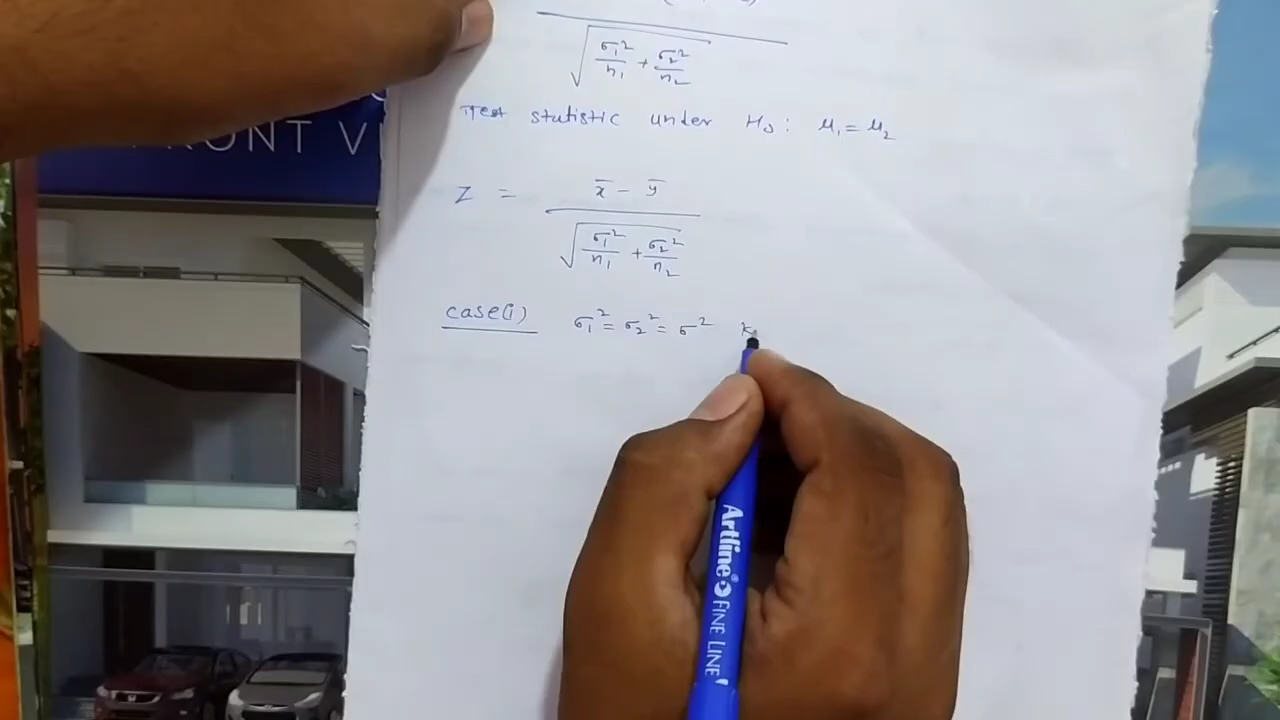 √(σ₁²/n₁ + σ₂²/n₂)
Test statistic under H₀: μ₁ = μ₂
Z = (x̄ − ȳ) / √(σ₁²/n₁ + σ₂²/n₂)
case(i) σ₁² = σ₂² = σ² k
FRONT VI
Artline FINE LINE